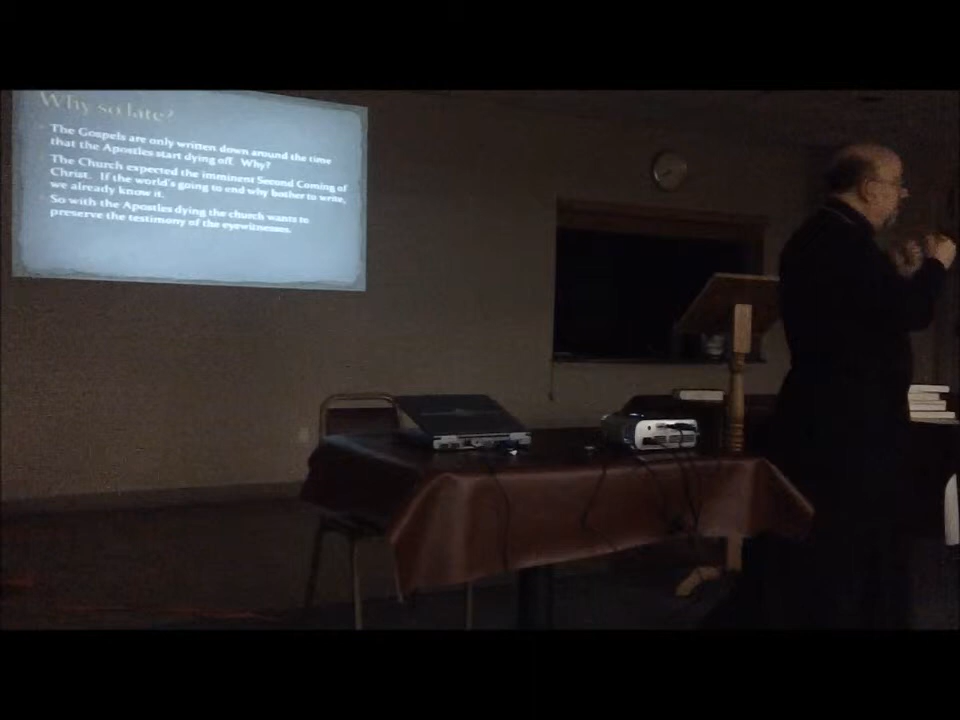 Why so late?
The Gospels are only written down around the time
that the Apostles start dying off. Why?
The Church expected the imminent Second Coming of
Christ. If the world's going to end why bother to write,
we already know it.
So with the Apostles dying the church wants to
preserve the testimony of the eyewitnesses.